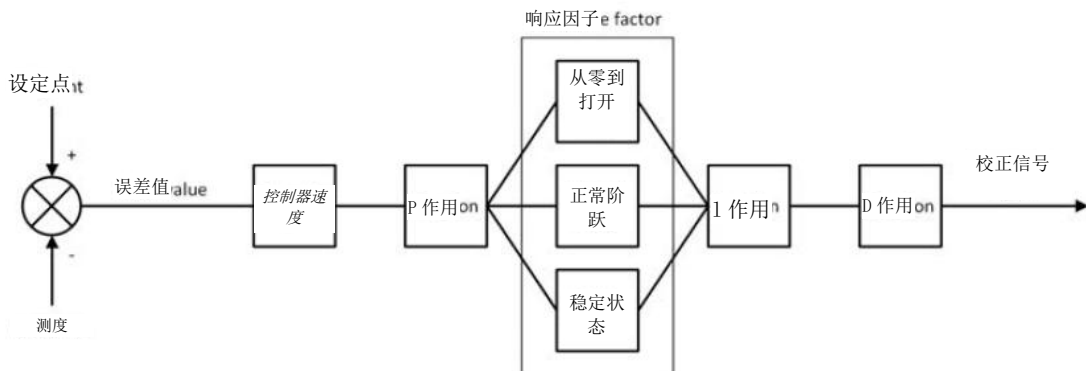 响应因子e factor
设定点nt
+
误差值value
-
测度
控制器速
度
P 作用on
从零到
打开
正常阶
跃
稳定状
态
1 作用n
D 作用on
校正信号